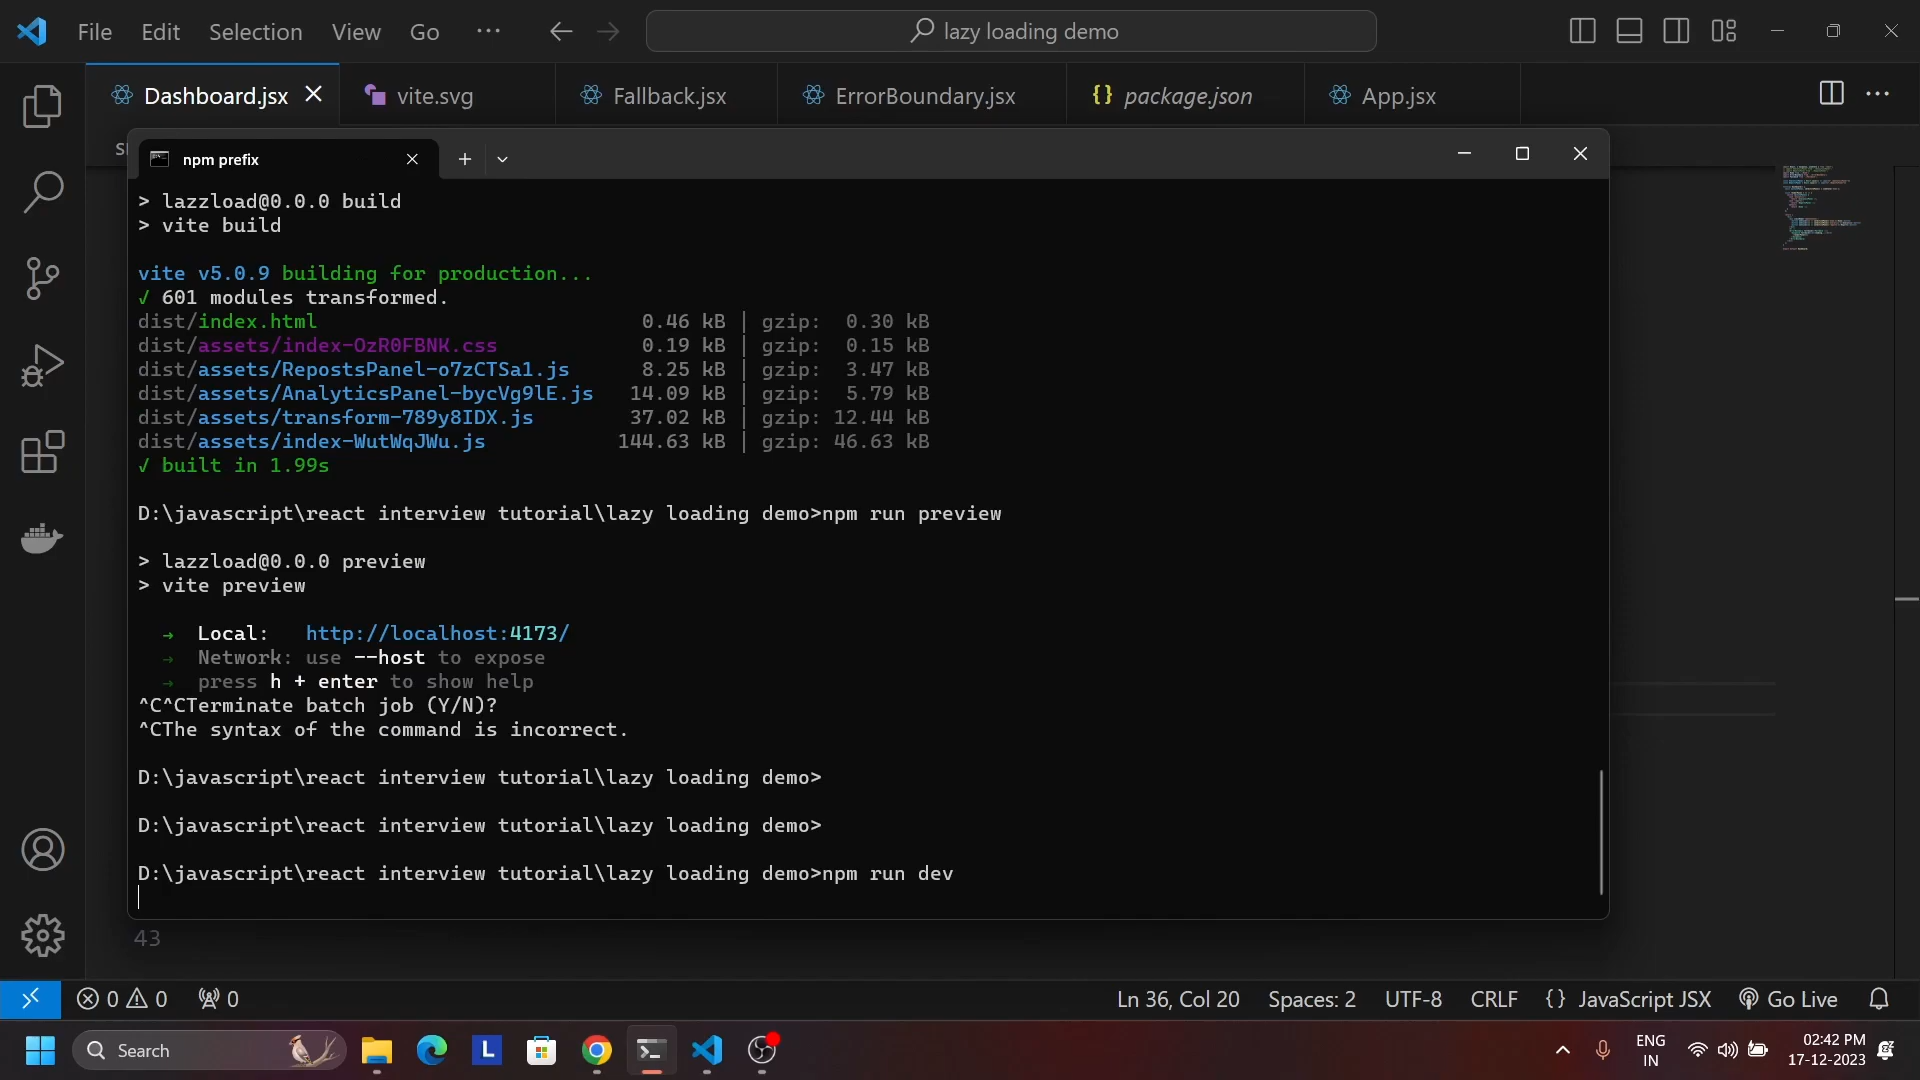 File Edit Selection View Go ··· lazy loading demo
Dashboard.jsx vite.svg Fallback.jsx ErrorBoundary.jsx {} package.json App.jsx
npm prefix
> lazzload@0.0.0 build
> vite build
vite v5.0.9 building for production...
✓ 601 modules transformed.
dist/index.html 0.46 kB | gzip: 0.30 kB
dist/assets/index-OzR0FBNK.css 0.19 kB | gzip: 0.15 kB
dist/assets/RepostsPanel-o7zCTSa1.js 8.25 kB | gzip: 3.47 kB
dist/assets/AnalyticsPanel-bycVg9lE.js 14.09 kB | gzip: 5.79 kB
dist/assets/transform-789y8IDX.js 37.02 kB | gzip: 12.44 kB
dist/assets/index-WutWqJWu.js 144.63 kB | gzip: 46.63 kB
✓ built in 1.99s
D:\javascript\react interview tutorial\lazy loading demo>npm run preview
> lazzload@0.0.0 preview
> vite preview
→ Local: http://localhost:4173/
→ Network: use --host to expose
→ press h + enter to show help
^C^CTerminate batch job (Y/N)?
^CThe syntax of the command is incorrect.
D:\javascript\react interview tutorial\lazy loading demo>
D:\javascript\react interview tutorial\lazy loading demo>
D:\javascript\react interview tutorial\lazy loading demo>npm run dev
43
0 0 0 Ln 36, Col 20 Spaces: 2 UTF-8 CRLF {} JavaScript JSX Go Live
Search L ENG 02:42 PM
IN 17-12-2023